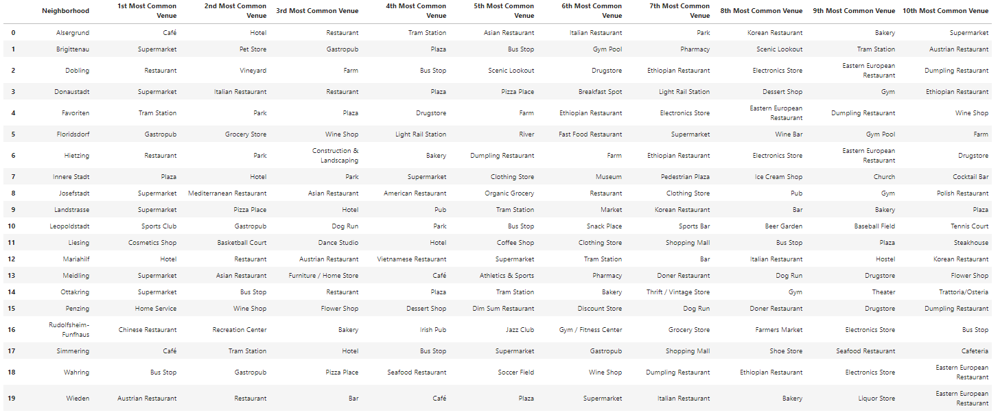 Neighborhood 1st Most Common Venue 2nd Most Common Venue 3rd Most Common Venue 4th Most Common Venue 5th Most Common Venue 6th Most Common Venue 7th Most Common Venue 8th Most Common Venue 9th Most Common Venue 10th Most Common Venue
0 Alsergrund Café Hotel Restaurant Tram Station Asian Restaurant Italian Restaurant Park Korean Restaurant Bakery Supermarket
1 Brigittenau Supermarket Pet Store Gastropub Plaza Bus Stop Gym Pool Pharmacy Scenic Lookout Tram Station Austrian Restaurant
2 Dobling Restaurant Vineyard Farm Bus Stop Scenic Lookout Drugstore Ethiopian Restaurant Electronics Store Eastern European Restaurant Dumpling Restaurant
3 Donaustadt Supermarket Italian Restaurant Restaurant Plaza Pizza Place Breakfast Spot Light Rail Station Dessert Shop Gym Ethiopian Restaurant
4 Favoriten Tram Station Park Plaza Drugstore Farm Ethiopian Restaurant Electronics Store Eastern European Restaurant Dumpling Restaurant Wine Shop
5 Floridsdorf Gastropub Grocery Store Wine Shop Light Rail Station River Fast Food Restaurant Supermarket Wine Bar Gym Pool Farm
6 Hietzing Restaurant Park Construction & Landscaping Bakery Dumpling Restaurant Farm Ethiopian Restaurant Electronics Store Eastern European Restaurant Drugstore
7 Innere Stadt Plaza Hotel Park Supermarket Clothing Store Museum Pedestrian Plaza Ice Cream Shop Church Cocktail Bar
8 Josefstadt Supermarket Mediterranean Restaurant Asian Restaurant American Restaurant Organic Grocery Restaurant Clothing Store Pub Gym Polish Restaurant
9 Landstrasse Supermarket Pizza Place Hotel Pub Tram Station Market Korean Restaurant Bar Bakery Plaza
10 Leopoldstadt Sports Club Gastropub Dog Run Park Bus Stop Snack Place Sports Bar Beer Garden Baseball Field Tennis Court
11 Liesing Cosmetics Shop Basketball Court Dance Studio Hotel Coffee Shop Clothing Store Shopping Mall Bus Stop Plaza Steakhouse
12 Mariahilf Hotel Restaurant Austrian Restaurant Vietnamese Restaurant Supermarket Tram Station Bar Italian Restaurant Hostel Korean Restaurant
13 Meidling Supermarket Asian Restaurant Furniture / Home Store Café Athletics & Sports Pharmacy Doner Restaurant Dog Run Drugstore Flower Shop
14 Ottakring Supermarket Bus Stop Restaurant Plaza Tram Station Bakery Thrift / Vintage Store Gym Theater Trattoria/Osteria
15 Penzing Home Service Wine Shop Flower Shop Dessert Shop Dim Sum Restaurant Discount Store Dog Run Doner Restaurant Drugstore Dumpling Restaurant
16 Rudolfsheim-Funfhaus Chinese Restaurant Recreation Center Bakery Irish Pub Jazz Club Gym / Fitness Center Grocery Store Farmers Market Electronics Store Bus Stop
17 Simmering Café Tram Station Hotel Bus Stop Supermarket Gastropub Shopping Mall Shoe Store Seafood Restaurant Cafeteria
18 Wahring Bus Stop Gastropub Pizza Place Seafood Restaurant Soccer Field Wine Shop Dumpling Restaurant Ethiopian Restaurant Electronics Store Eastern European Restaurant
19 Wieden Austrian Restaurant Restaurant Bar Café Plaza Supermarket Italian Restaurant Bakery Liquor Store Eastern European Restaurant